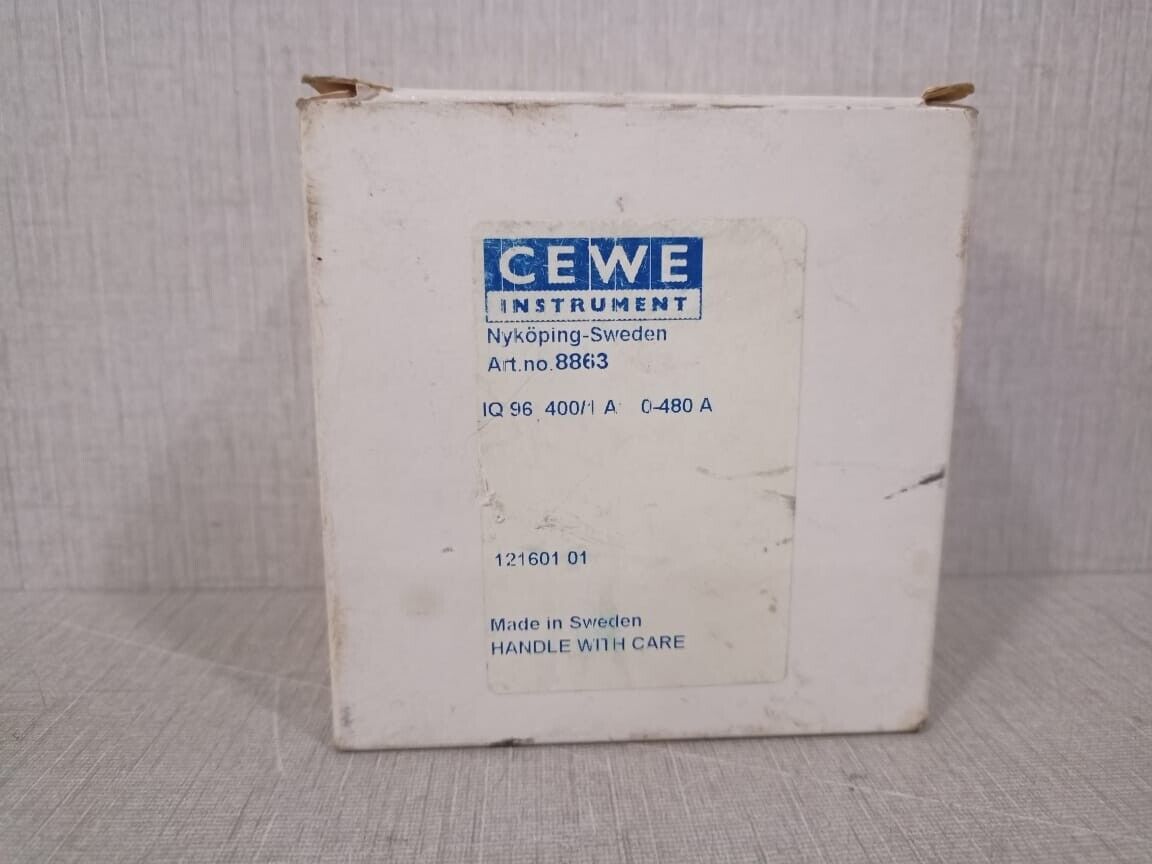 CEWE
INSTRUMENT
Nyköping-Sweden
Art.no.8863
IQ 96 400/1 A 0-480 A
121601 01
Made in Sweden
HANDLE WITH CARE